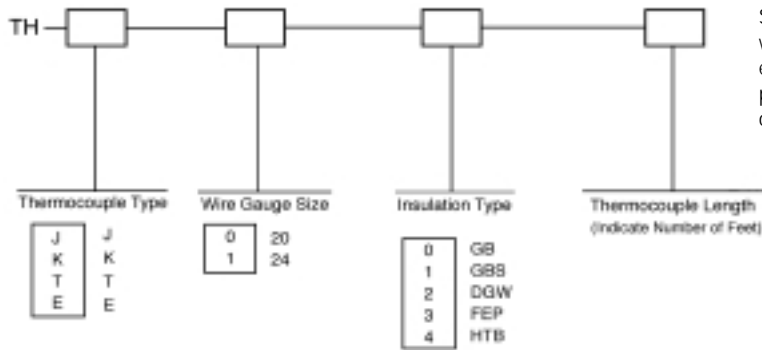 TH
Thermocouple Type
J J
K K
T T
E E
Wire Gauge Size
0 20
1 24
Insulation Type
0 GB
1 GBS
2 DGW
3 FEP
4 HTB
Thermocouple Length
(Indicate Number of Feet)